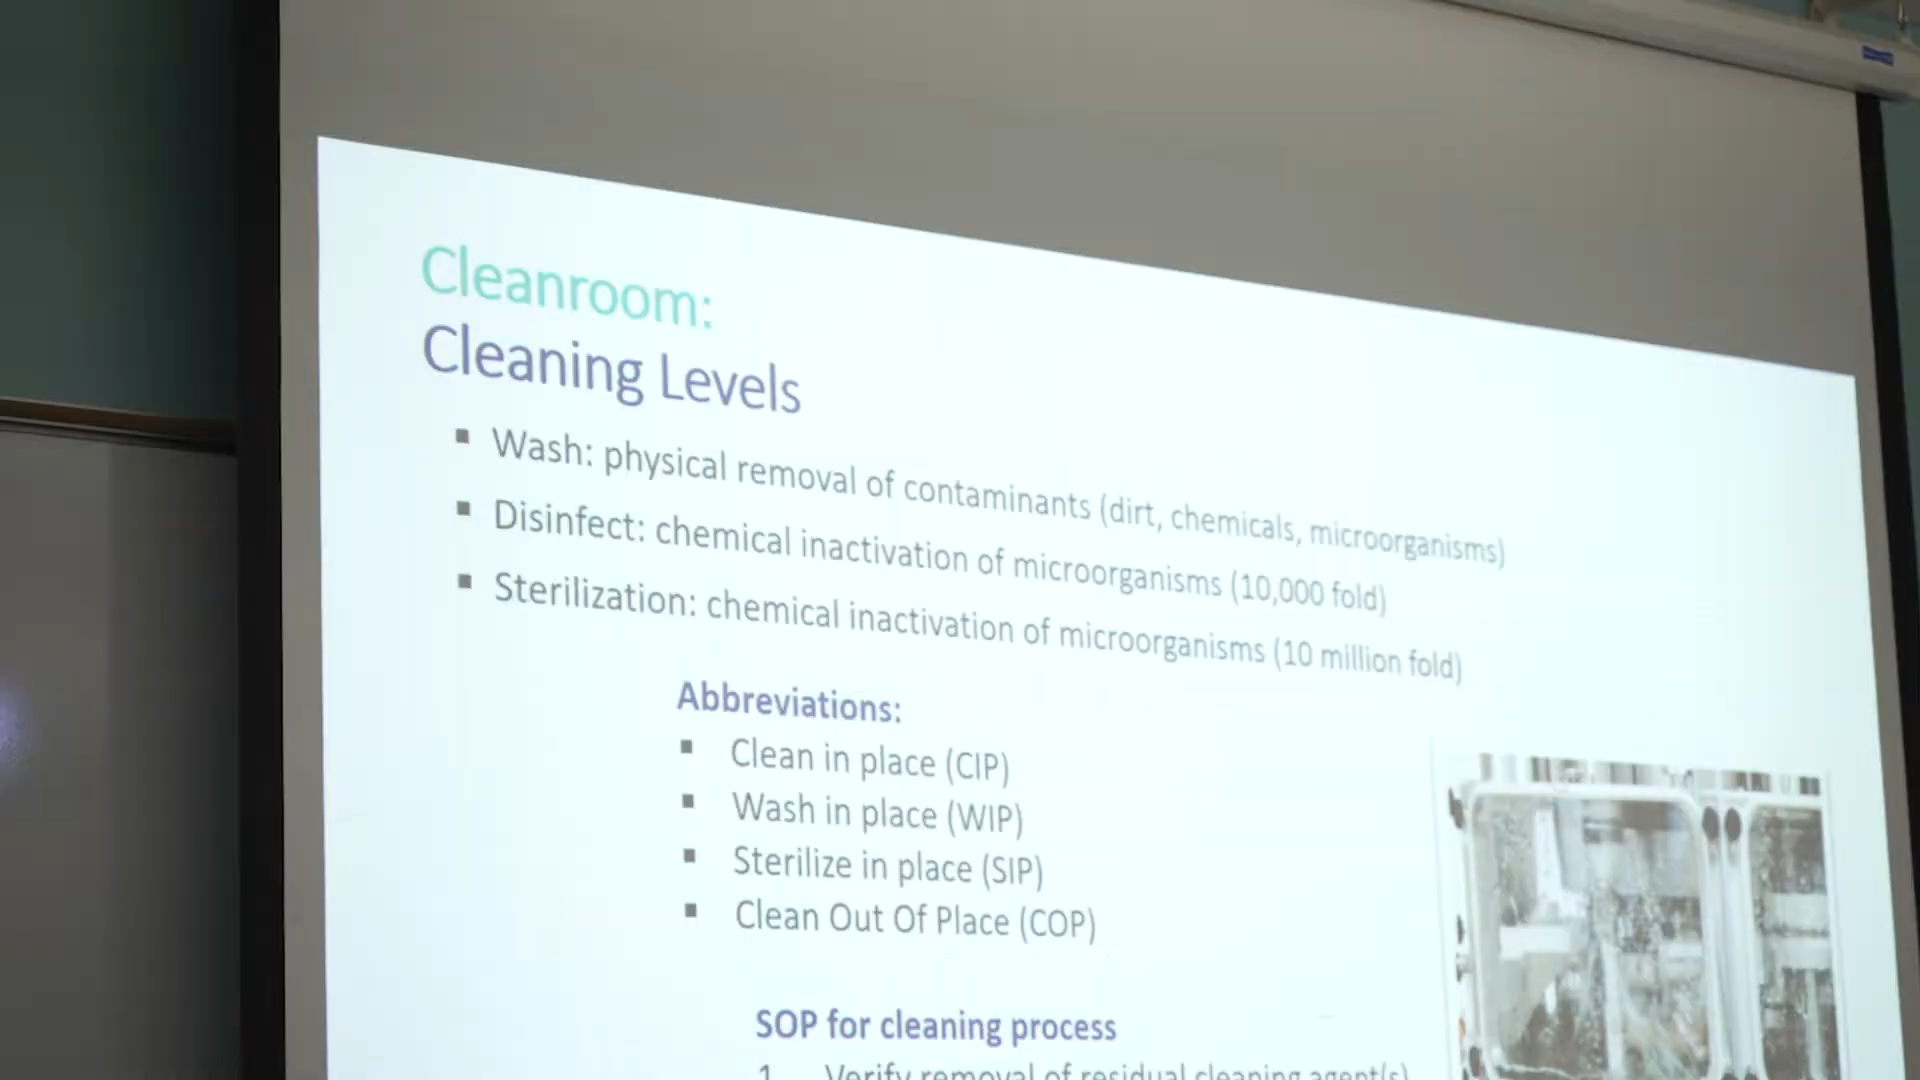 Cleanroom:
Cleaning Levels
▪ Wash: physical removal of contaminants (dirt, chemicals, microorganisms)
▪ Disinfect: chemical inactivation of microorganisms (10,000 fold)
▪ Sterilization: chemical inactivation of microorganisms (10 million fold)
Abbreviations:
▪ Clean in place (CIP)
▪ Wash in place (WIP)
▪ Sterilize in place (SIP)
▪ Clean Out Of Place (COP)
SOP for cleaning process
1. Verify removal of residual cleaning agent(s)